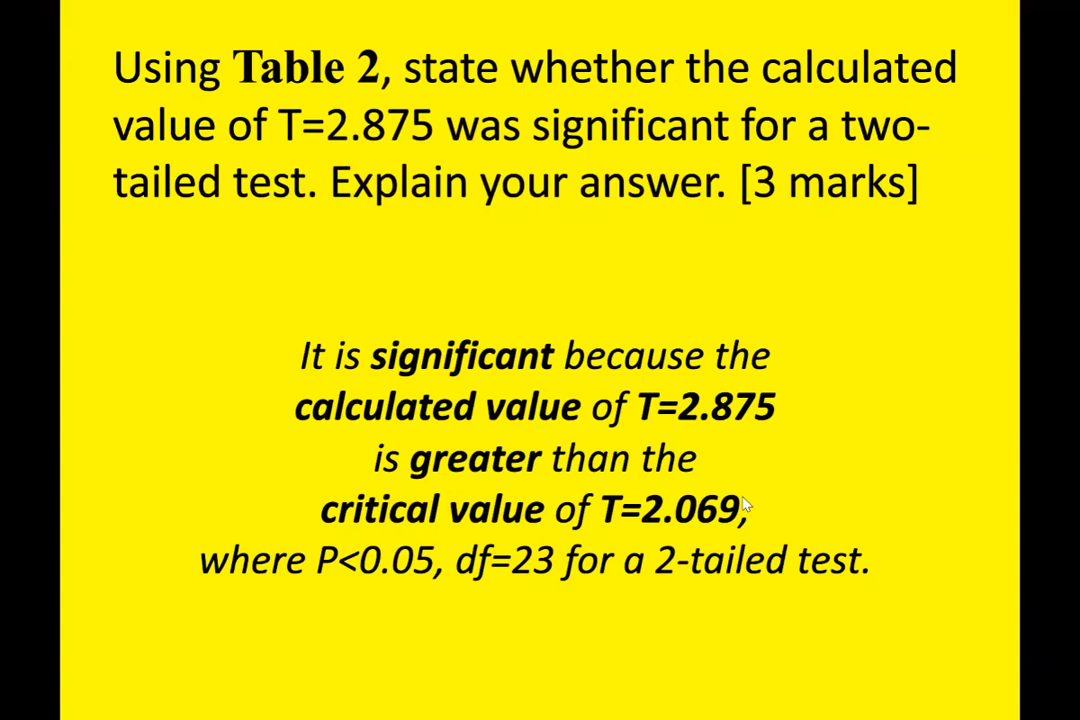 Using Table 2, state whether the calculated
value of T=2.875 was significant for a two-
tailed test. Explain your answer. [3 marks]
It is significant because the
calculated value of T=2.875
is greater than the
critical value of T=2.069,
where P<0.05, df=23 for a 2-tailed test.